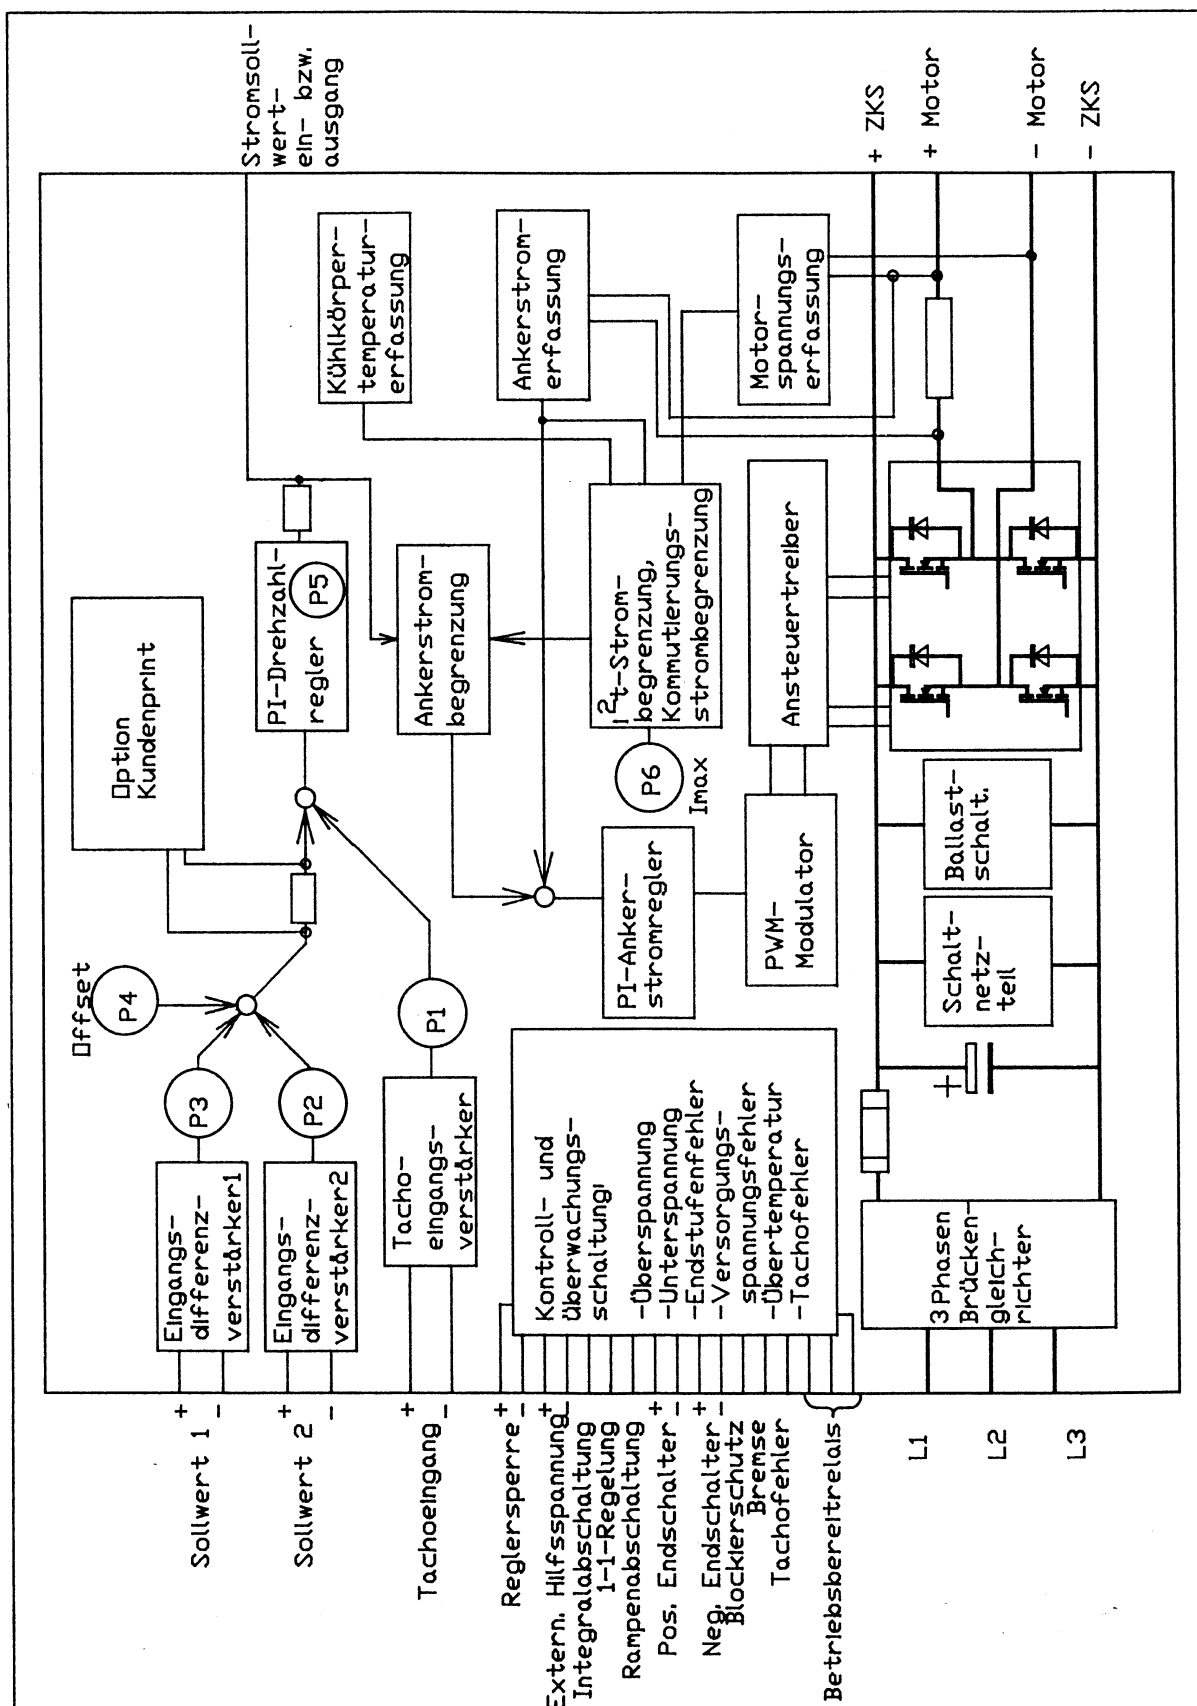 Stromsoll-
wert-
ein- bzw.
ausgang
+ ZKS
+ Motor
- Motor
- ZKS
Kühlkörper-
temperatur-
erfassung
Ankerstrom-
erfassung
Motor-
spannungs-
erfassung
Option
Kundenprint
PI-Drehzahl-
regler
P5
Ankerstrom-
begrenzung
I²t-Strom-
begrenzung,
Kommutierungs-
strombegrenzung
Ansteuertreiber
P6
Imax
PI-Anker-
stromregler
PWM-
Modulator
Ballast-
schalt.
Schalt-
netz-
teil
+
Offset
P4
P3
P2
P1
Eingangs-
differenz-
verstärker1
Eingangs-
differenz-
verstärker2
Tacho-
eingangs-
verstärker
Kontroll- und
Überwachungs-
schaltung:
-Überspannung
-Unterspannung
-Endstufenfehler
-Versorgungs-
spannungsfehler
-Übertemperatur
-Tachofehler
3Phasen
Brücken-
gleich-
richter
Sollwert 1 +
-
Sollwert 2 +
-
Tachoeingang +
-
Reglersperre +
-
Extern. Hilfsspannung +
-
Integralabschaltung
1-1-Regelung
Rampenabschaltung
Pos. Endschalter +
-
Neg. Endschalter +
-
Blockierschutz
Bremse
Tachofehler
Betriebsbereitrelais
L1
L2
L3